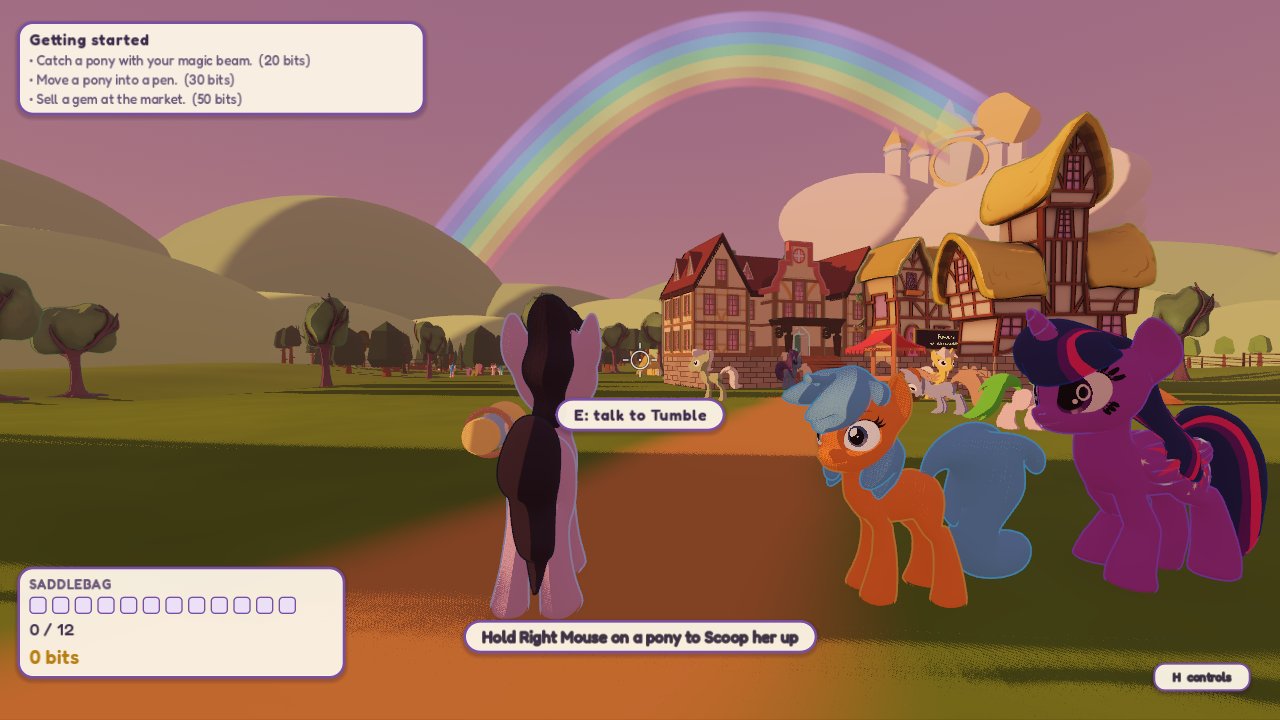 Getting started
• Catch a pony with your magic beam. (20 bits)
• Move a pony into a pen. (30 bits)
• Sell a gem at the market. (50 bits)
E: talk to Tumble
SADDLEBAG
0 / 12
0 bits
Hold Right Mouse on a pony to Scoop her up
H controls